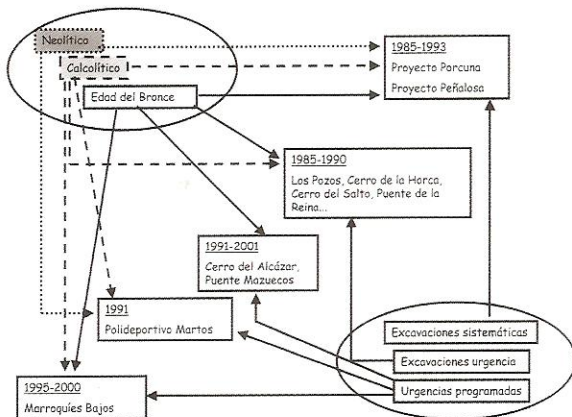 Neolítico
Calcolítico
Edad del Bronce
1985-1993
Proyecto Porcuna
Proyecto Peñalosa
1985-1990
Los Pozos, Cerro de la Horca,
Cerro del Salto, Puente de la
Reina...
1991-2001
Cerro del Alcázar,
Puente Mazuecos
1991
Polideportivo Martos
1995-2000
Marroquíes Bajos
Excavaciones sistemáticas
Excavaciones urgencia
Urgencias programadas